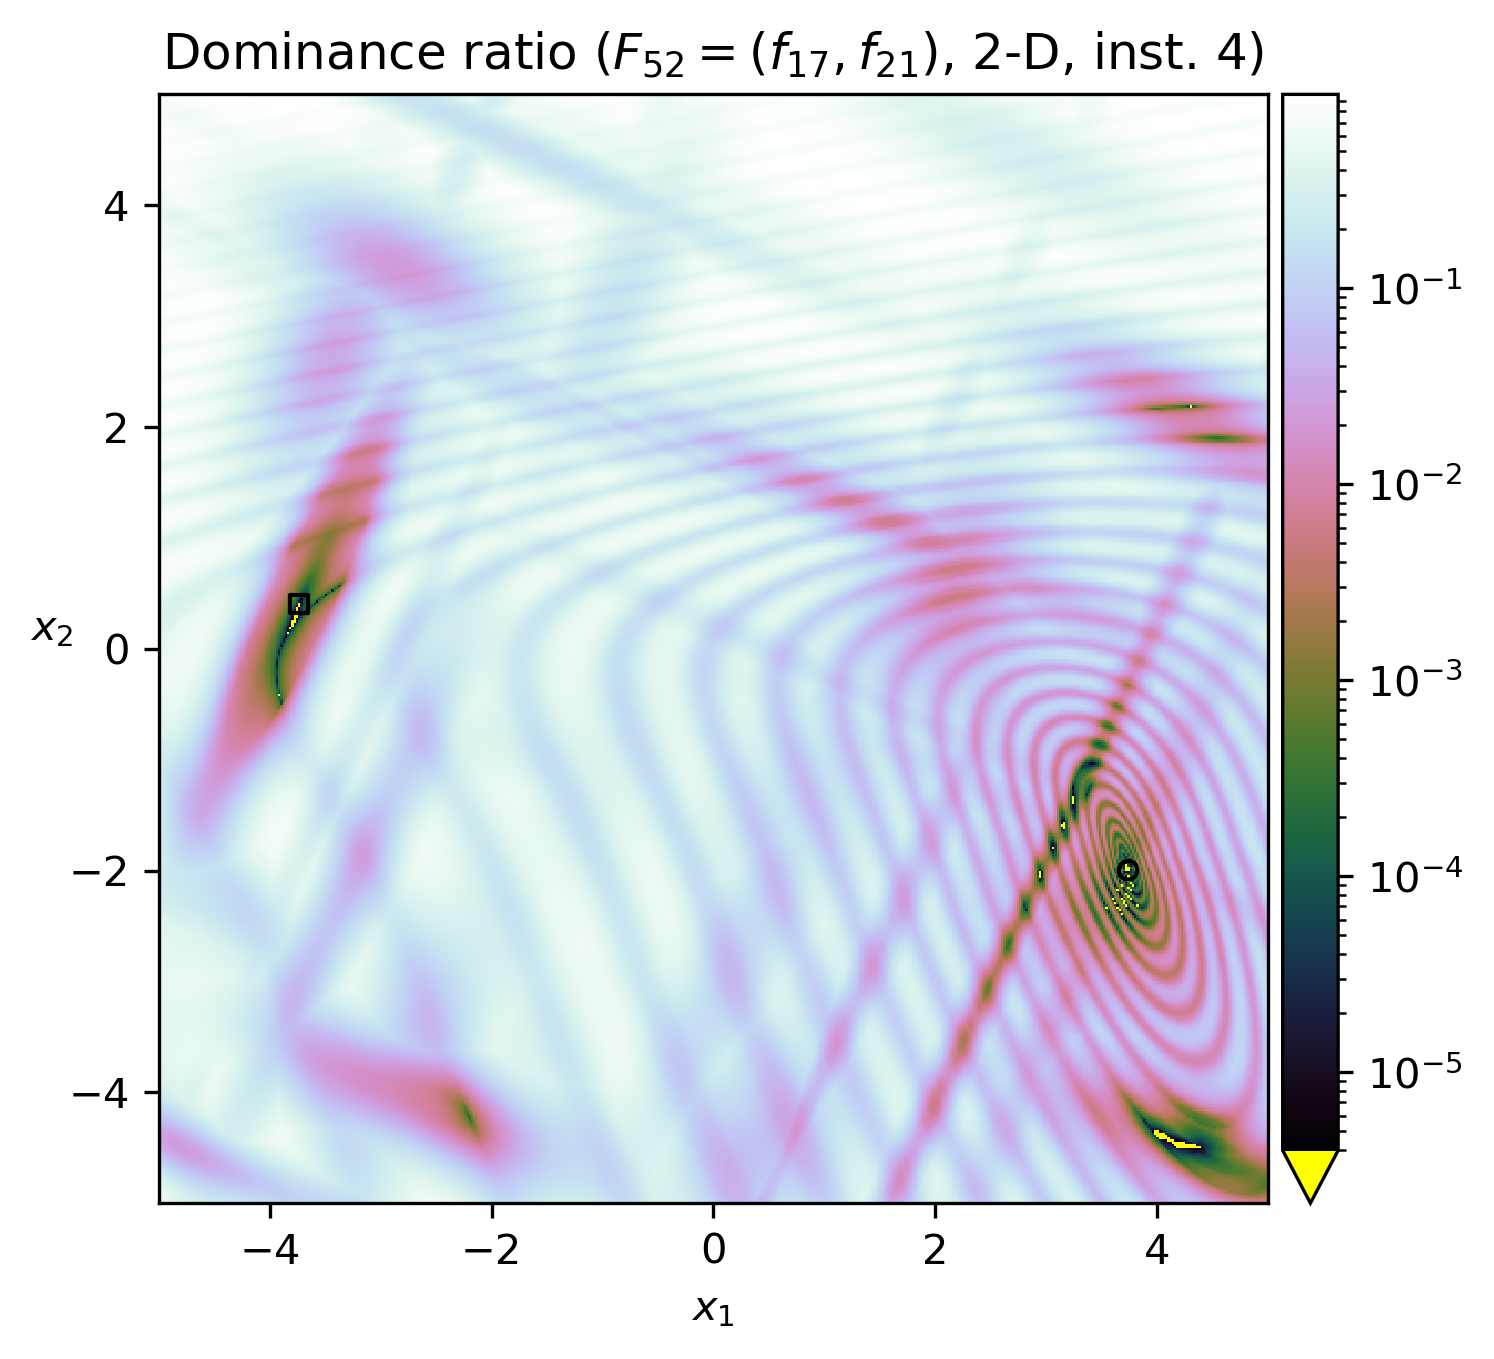 Dominance ratio (F₅₂ = (f₁₇, f₂₁), 2-D, inst. 4)
4
2
x₂
0
−2
−4
−4 −2 0 2 4
x₁
10⁻¹
10⁻²
10⁻³
10⁻⁴
10⁻⁵